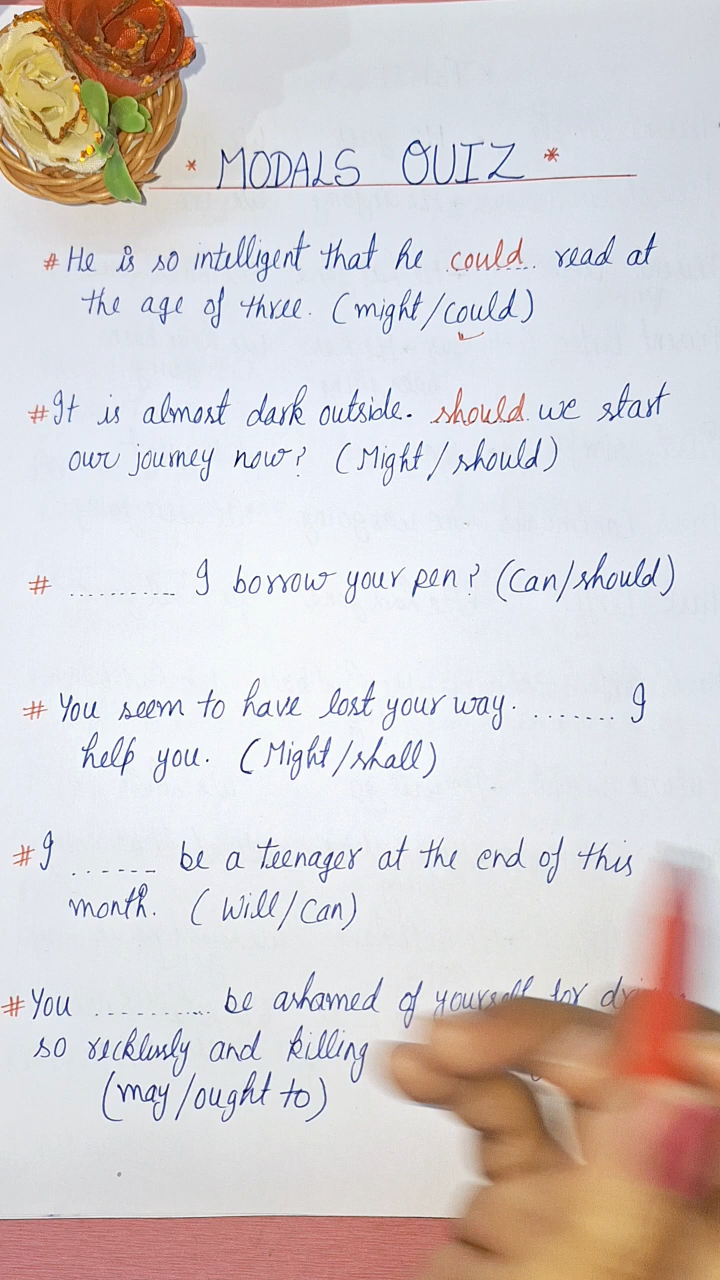 * MODALS QUIZ *
# He is so intelligent that he could read at
the age of three. (might/could)
# It is almost dark outside. should we start
our journey now? (Might/should)
# .......... I borrow your pen? (Can/should)
# You seem to have lost your way. ....... I
help you. (Might/shall)
# I ...... be a teenager at the end of this
month. (Will/Can)
# You .......... be ashamed of yourself for
so recklessly and killing
(may/ought to)